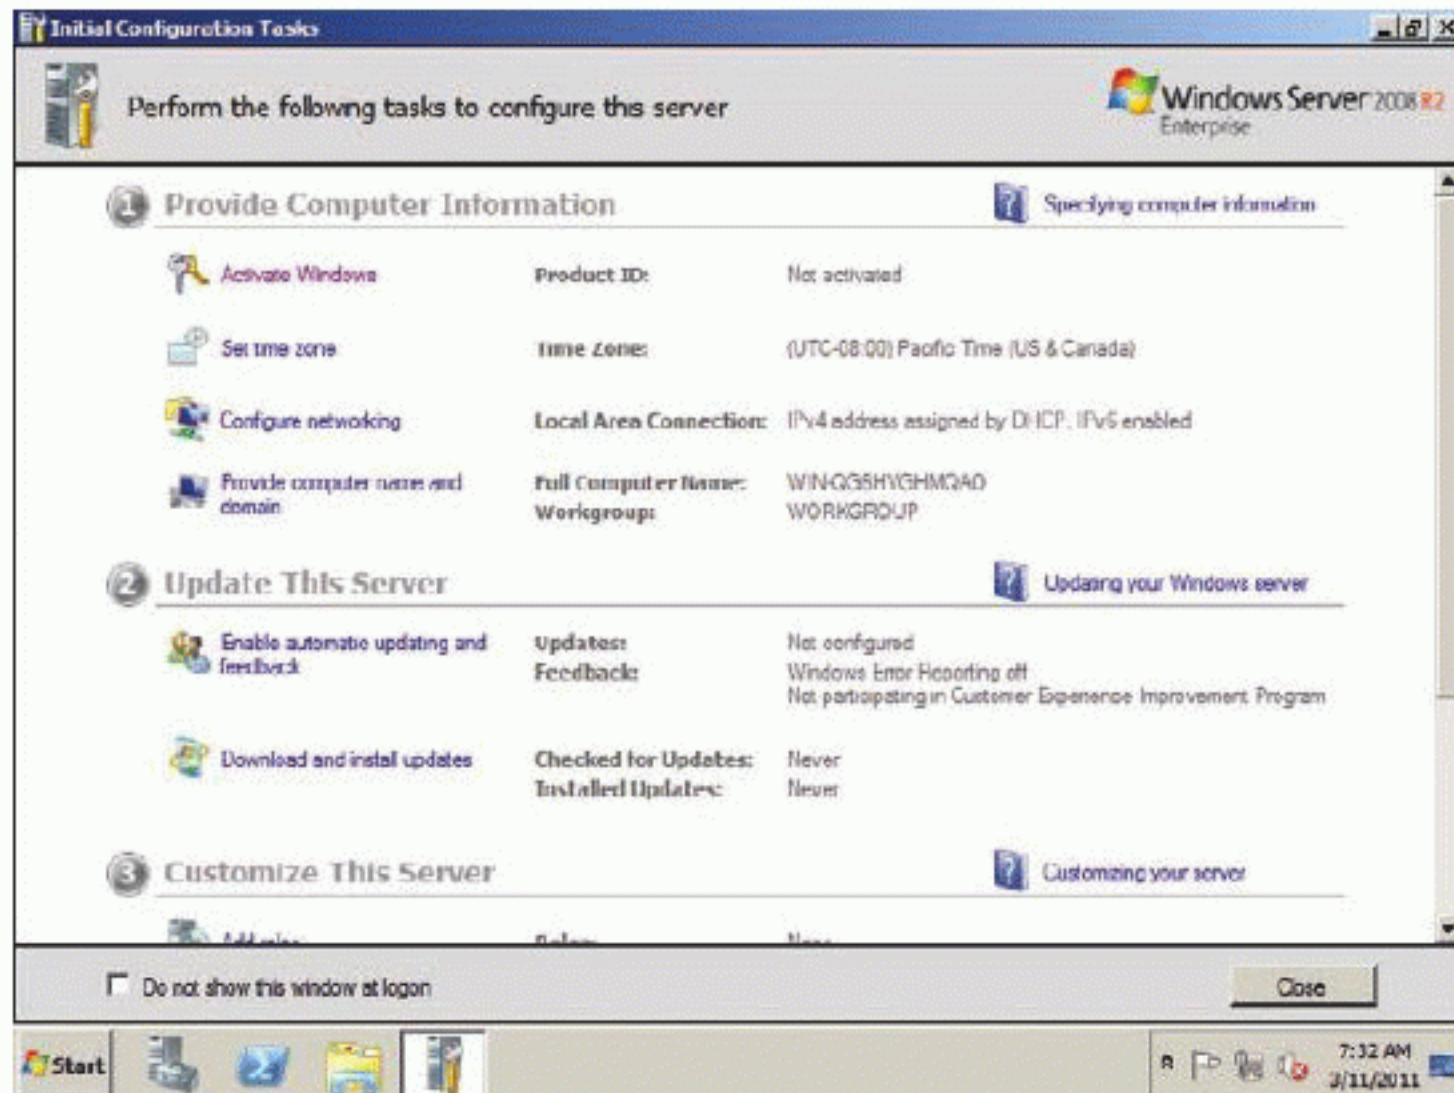 Initial Configuration Tasks
Perform the following tasks to configure this server
Windows Server 2008 R2
Enterprise
1 Provide Computer Information
Specifying computer information
Activate Windows Product ID: Not activated
Set time zone Time Zone: (UTC-08:00) Pacific Time (US & Canada)
Configure networking Local Area Connection: IPv4 address assigned by DHCP, IPv6 enabled
Provide computer name and domain Full Computer Name:
Workgroup: WORKGROUP
2 Update This Server
Updating your Windows server
Enable automatic updating and feedback Updates: Not configured
Feedback: Windows Error Reporting off
Not participating in Customer Experience Improvement Program
Download and install updates Checked for Updates: Never
Installed Updates: Never
3 Customize This Server
Customizing your server
Do not show this window at logon
Close
Start
7:32 AM
3/11/2011